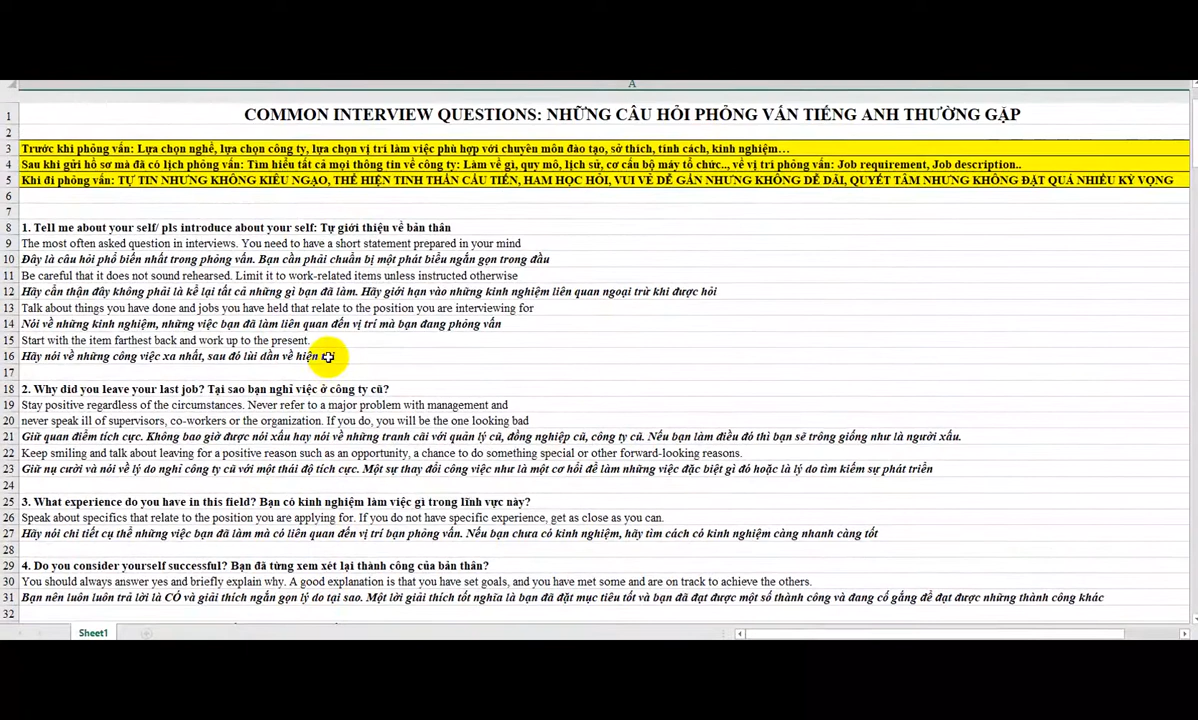 A
1 COMMON INTERVIEW QUESTIONS: NHỮNG CÂU HỎI PHỎNG VẤN TIẾNG ANH THƯỜNG GẶP
2
3 Trước khi phỏng vấn: Lựa chọn nghề, lựa chọn công ty, lựa chọn vị trí làm việc phù hợp với chuyên môn đào tạo, sở thích, tính cách, kinh nghiệm…
4 Sau khi gửi hồ sơ mà đã có lịch phỏng vấn: Tìm hiểu tất cả mọi thông tin về công ty: Làm về gì, quy mô, lịch sử, cơ cấu bộ máy tổ chức.., về vị trí phỏng vấn: Job requirement, Job description..
5 Khi đi phỏng vấn: TỰ TIN NHƯNG KHÔNG KIÊU NGẠO, THỂ HIỆN TINH THẦN CẦU TIẾN, HAM HỌC HỎI, VUI VẺ DỄ GẦN NHƯNG KHÔNG DỄ DÃI, QUYẾT TÂM NHƯNG KHÔNG ĐẶT QUÁ NHIỀU KỲ VỌNG
6
7
8 1. Tell me about your self/ pls introduce about your self: Tự giới thiệu về bản thân
9 The most often asked question in interviews. You need to have a short statement prepared in your mind
10 Đây là câu hỏi phổ biến nhất trong phỏng vấn. Bạn cần phải chuẩn bị một phát biểu ngắn gọn trong đầu
11 Be careful that it does not sound rehearsed. Limit it to work-related items unless instructed otherwise
12 Hãy cẩn thận đây không phải là kể lại tất cả những gì bạn đã làm. Hãy giới hạn vào những kinh nghiệm liên quan ngoại trừ khi được hỏi
13 Talk about things you have done and jobs you have held that relate to the position you are interviewing for
14 Nói về những kinh nghiệm, những việc bạn đã làm liên quan đến vị trí mà bạn đang phỏng vấn
15 Start with the item farthest back and work up to the present.
16 Hãy nói về những công việc xa nhất, sau đó lùi dần về hiện
17
18 2. Why did you leave your last job? Tại sao bạn nghỉ việc ở công ty cũ?
19 Stay positive regardless of the circumstances. Never refer to a major problem with management and
20 never speak ill of supervisors, co-workers or the organization. If you do, you will be the one looking bad
21 Giữ quan điểm tích cực. Không bao giờ được nói xấu hay nói về những tranh cãi với quản lý cũ, đồng nghiệp cũ, công ty cũ. Nếu bạn làm điều đó thì bạn sẽ trông giống như là người xấu.
22 Keep smiling and talk about leaving for a positive reason such as an opportunity, a chance to do something special or other forward-looking reasons.
23 Giữ nụ cười và nói về lý do nghỉ công ty cũ với một thái độ tích cực. Một sự thay đổi công việc như là một cơ hội để làm những việc đặc biệt gì đó hoặc là lý do tìm kiếm sự phát triển
24
25 3. What experience do you have in this field? Bạn có kinh nghiệm làm việc gì trong lĩnh vực này?
26 Speak about specifics that relate to the position you are applying for. If you do not have specific experience, get as close as you can.
27 Hãy nói chi tiết cụ thể những việc bạn đã làm mà có liên quan đến vị trí bạn phỏng vấn. Nếu bạn chưa có kinh nghiệm, hãy tìm cách có kinh nghiệm càng nhanh càng tốt
28
29 4. Do you consider yourself successful? Bạn đã từng xem xét lại thành công của bản thân?
30 You should always answer yes and briefly explain why. A good explanation is that you have set goals, and you have met some and are on track to achieve the others.
31 Bạn nên luôn luôn trả lời là CÓ và giải thích ngắn gọn lý do tại sao. Một lời giải thích tốt nghĩa là bạn đã đặt mục tiêu tốt và bạn đã đạt được một số thành công và đang cố gắng để đạt được những thành công khác
32
Sheet1